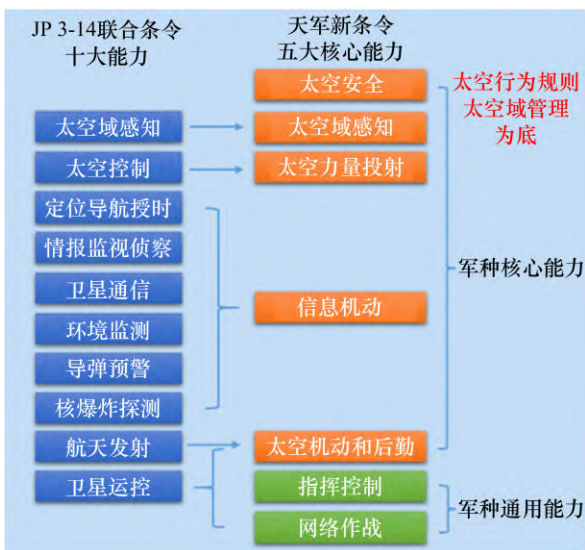 JP 3-14联合条令
十大能力
天军新条令
五大核心能力
太空安全
太空行为规则
太空域管理
为底
太空域感知
太空域感知
太空控制
太空力量投射
定位导航授时
情报监视侦察
卫星通信
环境监测
导弹预警
核爆炸探测
信息机动
军种核心能力
航天发射
太空机动和后勤
卫星运控
指挥控制
网络作战
军种通用能力